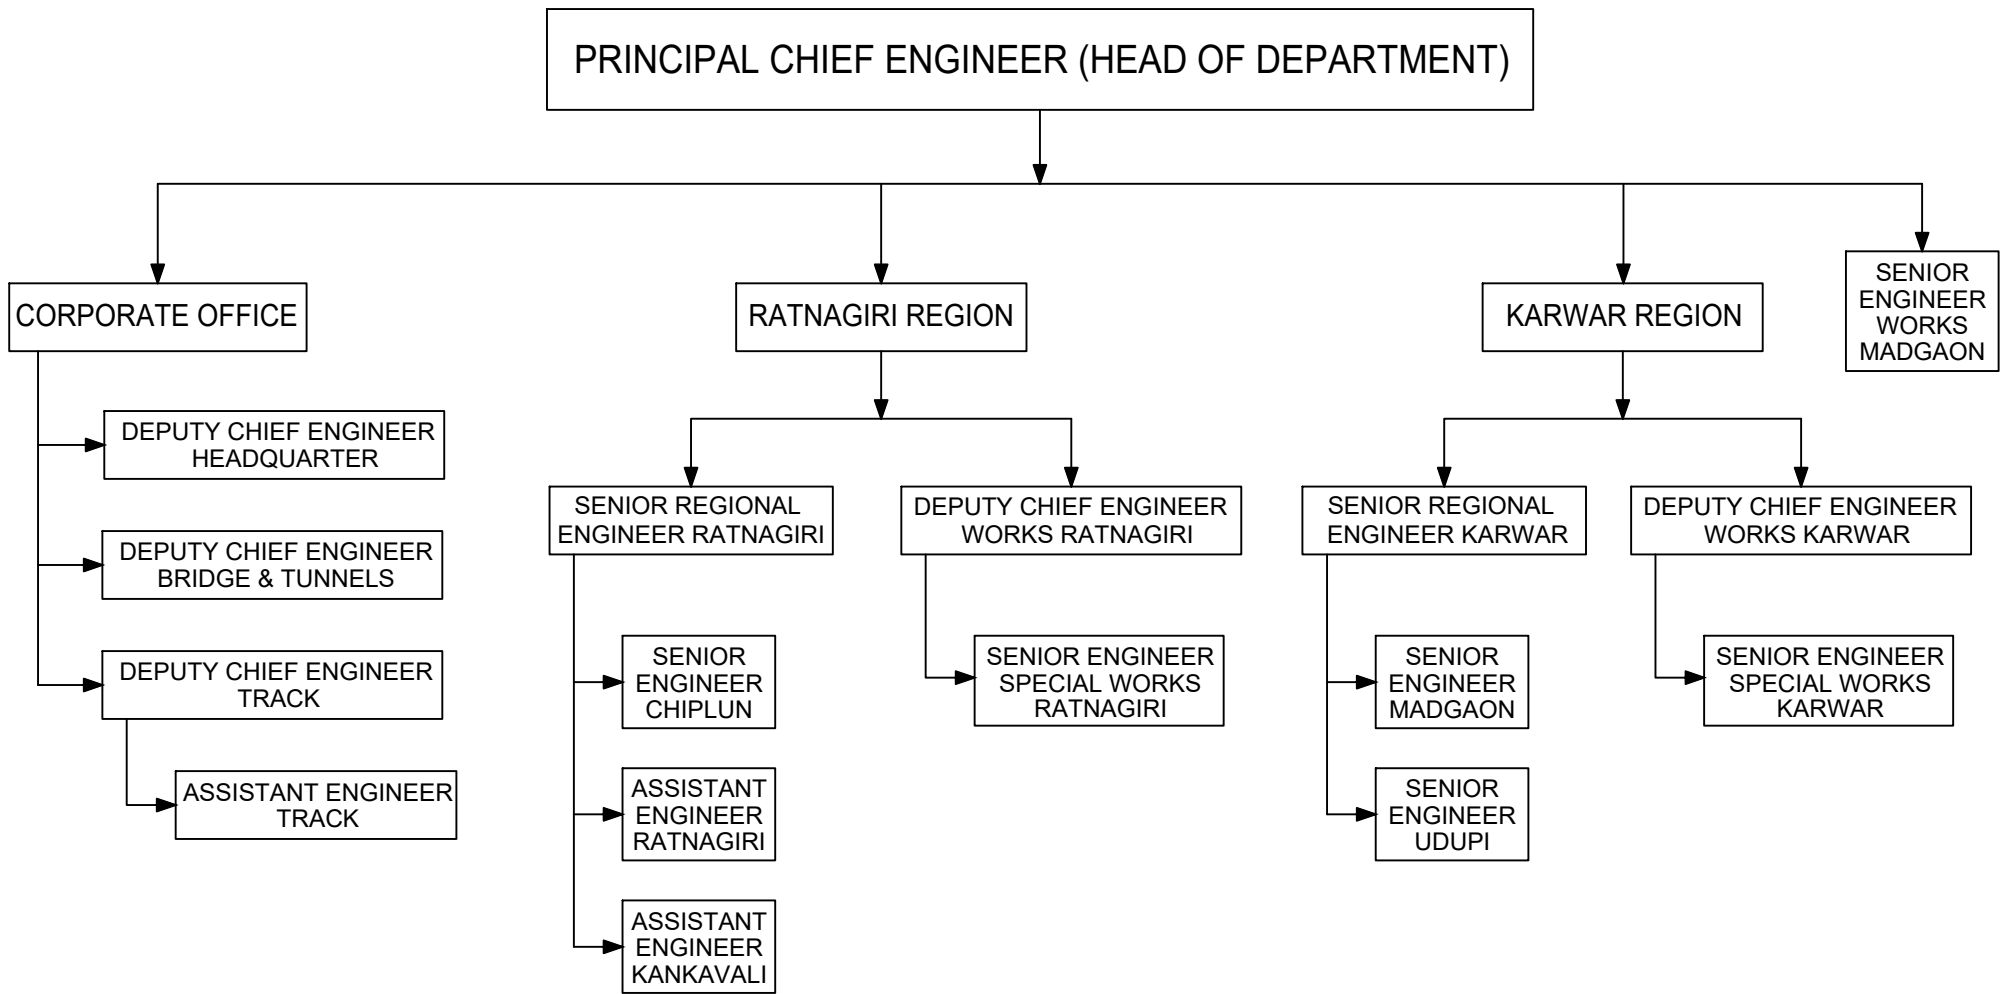 PRINCIPAL CHIEF ENGINEER (HEAD OF DEPARTMENT)
CORPORATE OFFICE
DEPUTY CHIEF ENGINEER
HEADQUARTER
DEPUTY CHIEF ENGINEER
BRIDGE & TUNNELS
DEPUTY CHIEF ENGINEER
TRACK
ASSISTANT ENGINEER
TRACK
RATNAGIRI REGION
SENIOR REGIONAL
ENGINEER RATNAGIRI
SENIOR
ENGINEER
CHIPLUN
ASSISTANT
ENGINEER
RATNAGIRI
ASSISTANT
ENGINEER
KANKAVALI
DEPUTY CHIEF ENGINEER
WORKS RATNAGIRI
SENIOR ENGINEER
SPECIAL WORKS
RATNAGIRI
KARWAR REGION
SENIOR REGIONAL
ENGINEER KARWAR
SENIOR
ENGINEER
MADGAON
SENIOR
ENGINEER
UDUPI
DEPUTY CHIEF ENGINEER
WORKS KARWAR
SENIOR ENGINEER
SPECIAL WORKS
KARWAR
SENIOR
ENGINEER
WORKS
MADGAON